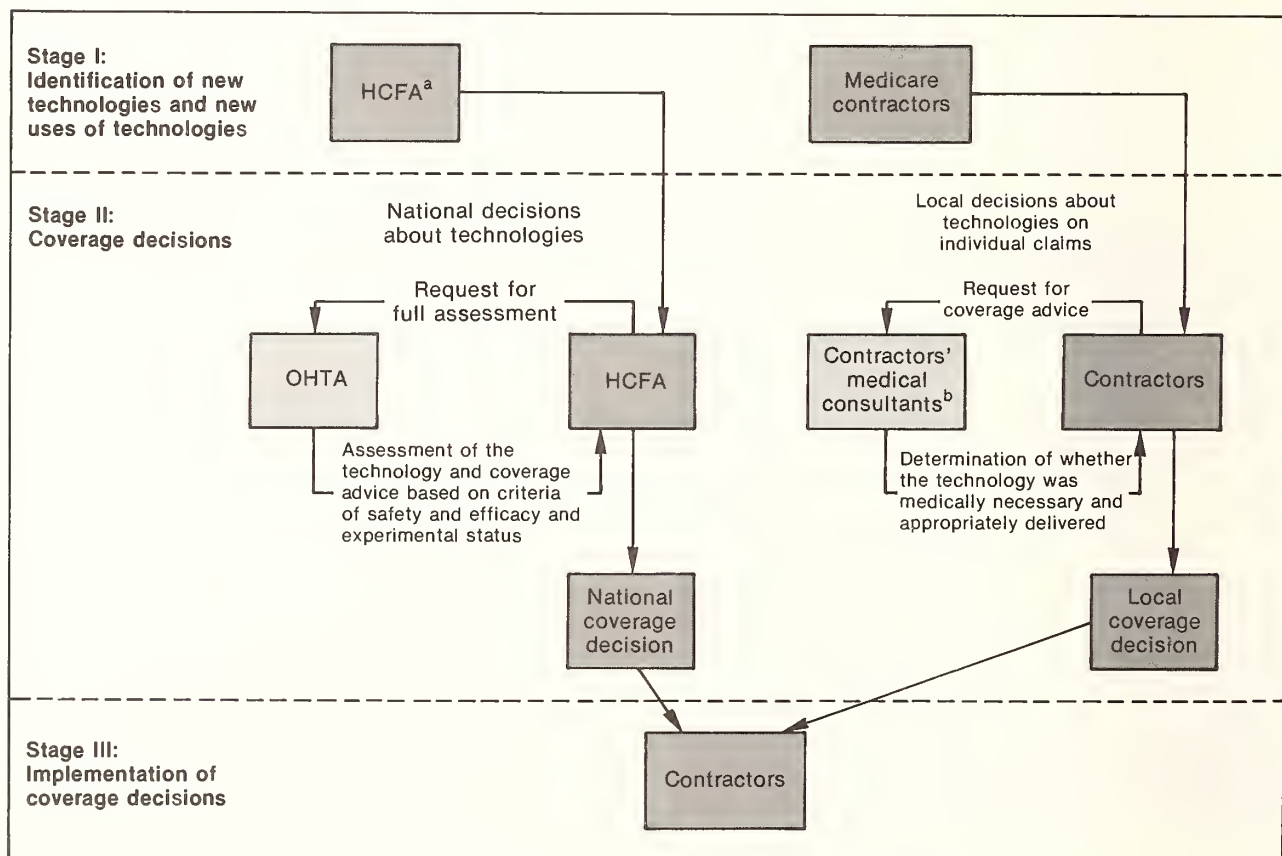 Stage I:
Identification of new
technologies and new
uses of technologies
HCFAa
Medicare
contractors
Stage II:
Coverage decisions
National decisions
about technologies
Local decisions about
technologies on
individual claims
Request for
full assessment
Request for
coverage advice
OHTA
HCFA
Contractors'
medical
consultantsb
Contractors
Assessment of the
technology and coverage
advice based on criteria
of safety and efficacy and
experimental status
Determination of whether
the technology was
medically necessary and
appropriately delivered
National
coverage
decision
Local
coverage
decision
Stage III:
Implementation of
coverage decisions
Contractors